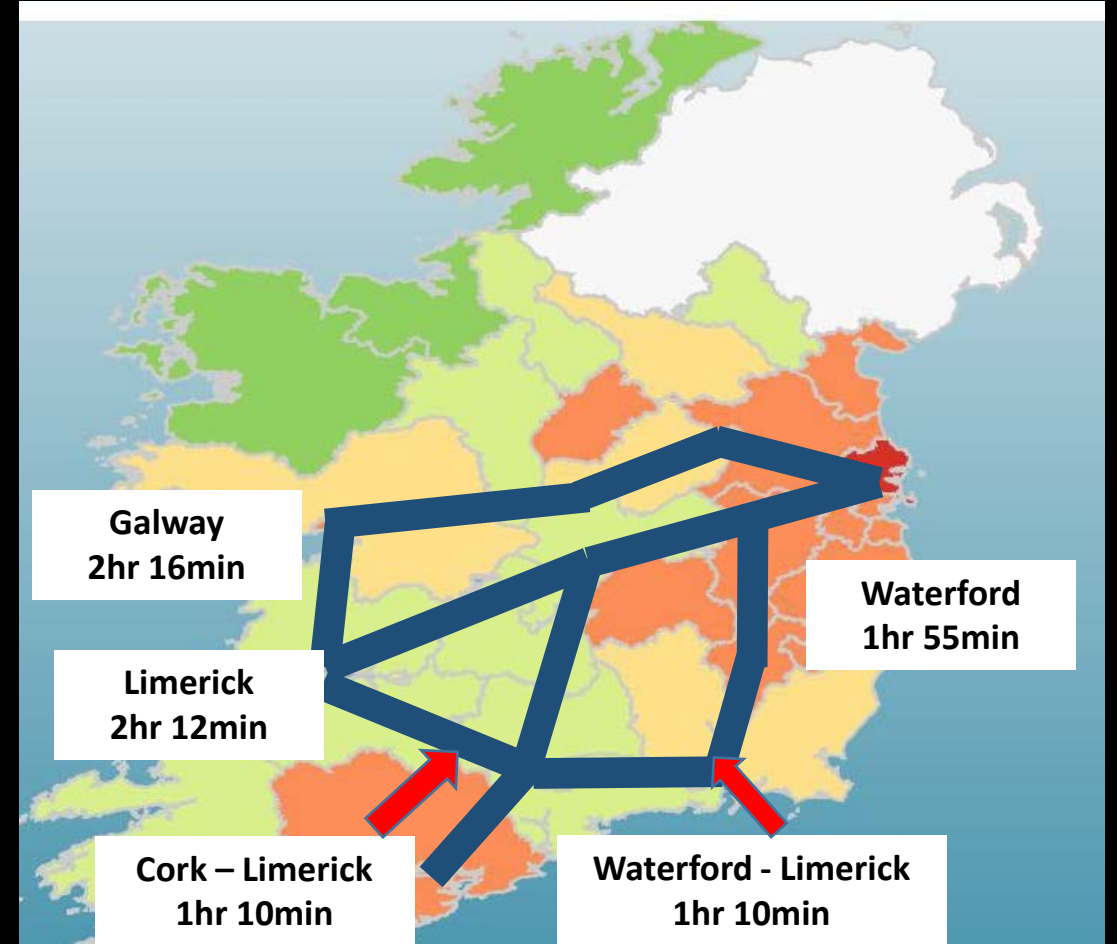 Galway
2hr 16min
Limerick
2hr 12min
Waterford
1hr 55min
Cork – Limerick
1hr 10min
Waterford - Limerick
1hr 10min